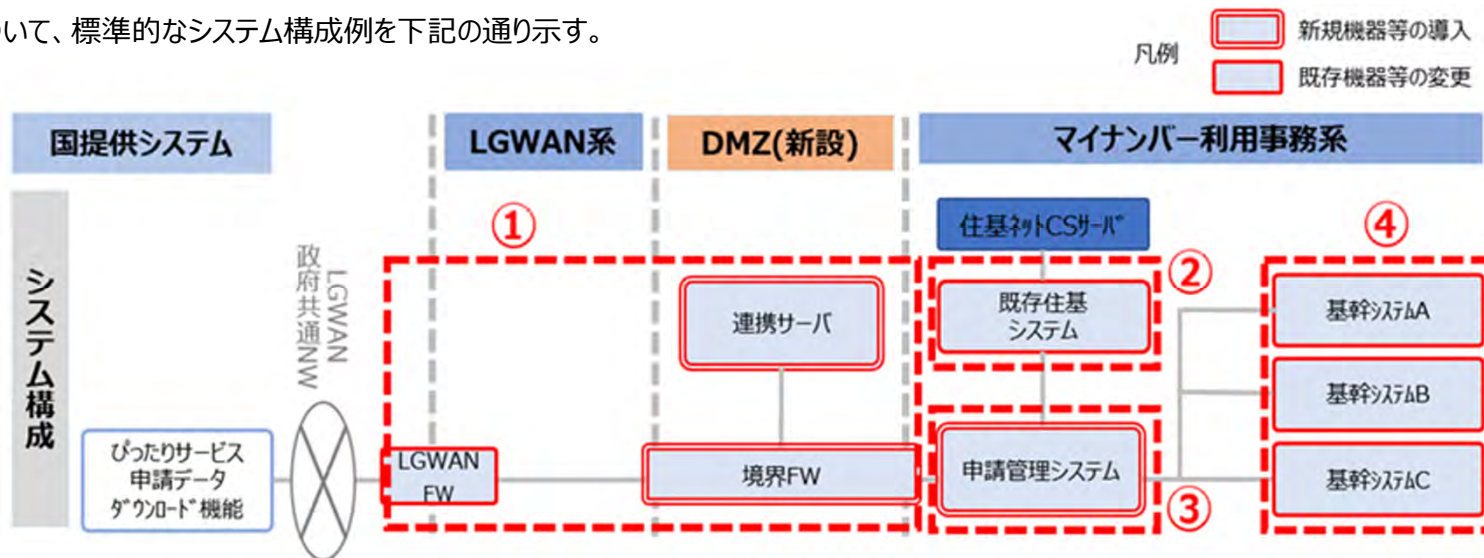 いて、標準的なシステム構成例を下記の通り示す。
凡例
新規機器等の導入
既存機器等の変更
国提供システム
LGWAN系
DMZ(新設)
マイナンバー利用事務系
システム構成
政府共通NW
LGWAN
①
住基ネットCSサーバ
②
④
連携サーバ
既存住基
システム
基幹システムA
基幹システムB
ぴったりサービス
申請データ
ダウンロード機能
LGWAN
FW
境界FW
申請管理システム
③
基幹システムC